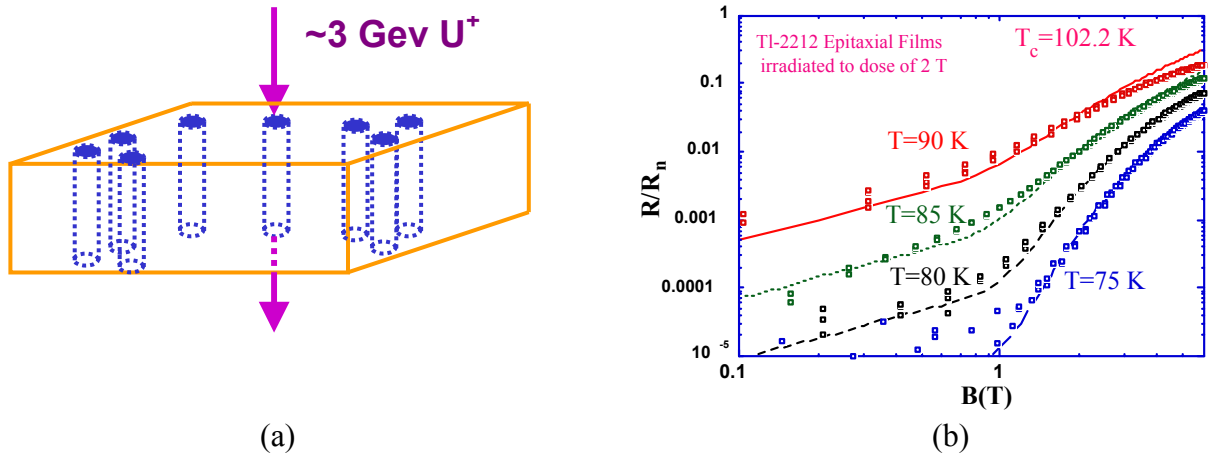 ~3 Gev U⁺
(a)
1
0.1
0.01
0.001
0.0001
10⁻⁵
R/Rₙ
Tl-2212 Epitaxial Films
irradiated to dose of 2 T
T_c=102.2 K
T=90 K
T=85 K
T=80 K
T=75 K
0.1
1
B(T)
(b)